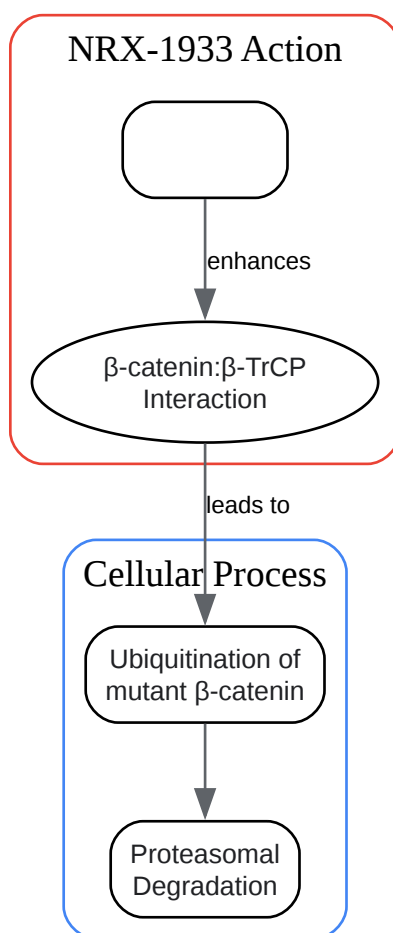 NRX-1933 Action
enhances
β-catenin:β-TrCP
Interaction
leads to
Cellular Process
Ubiquitination of
mutant β-catenin
Proteasomal
Degradation